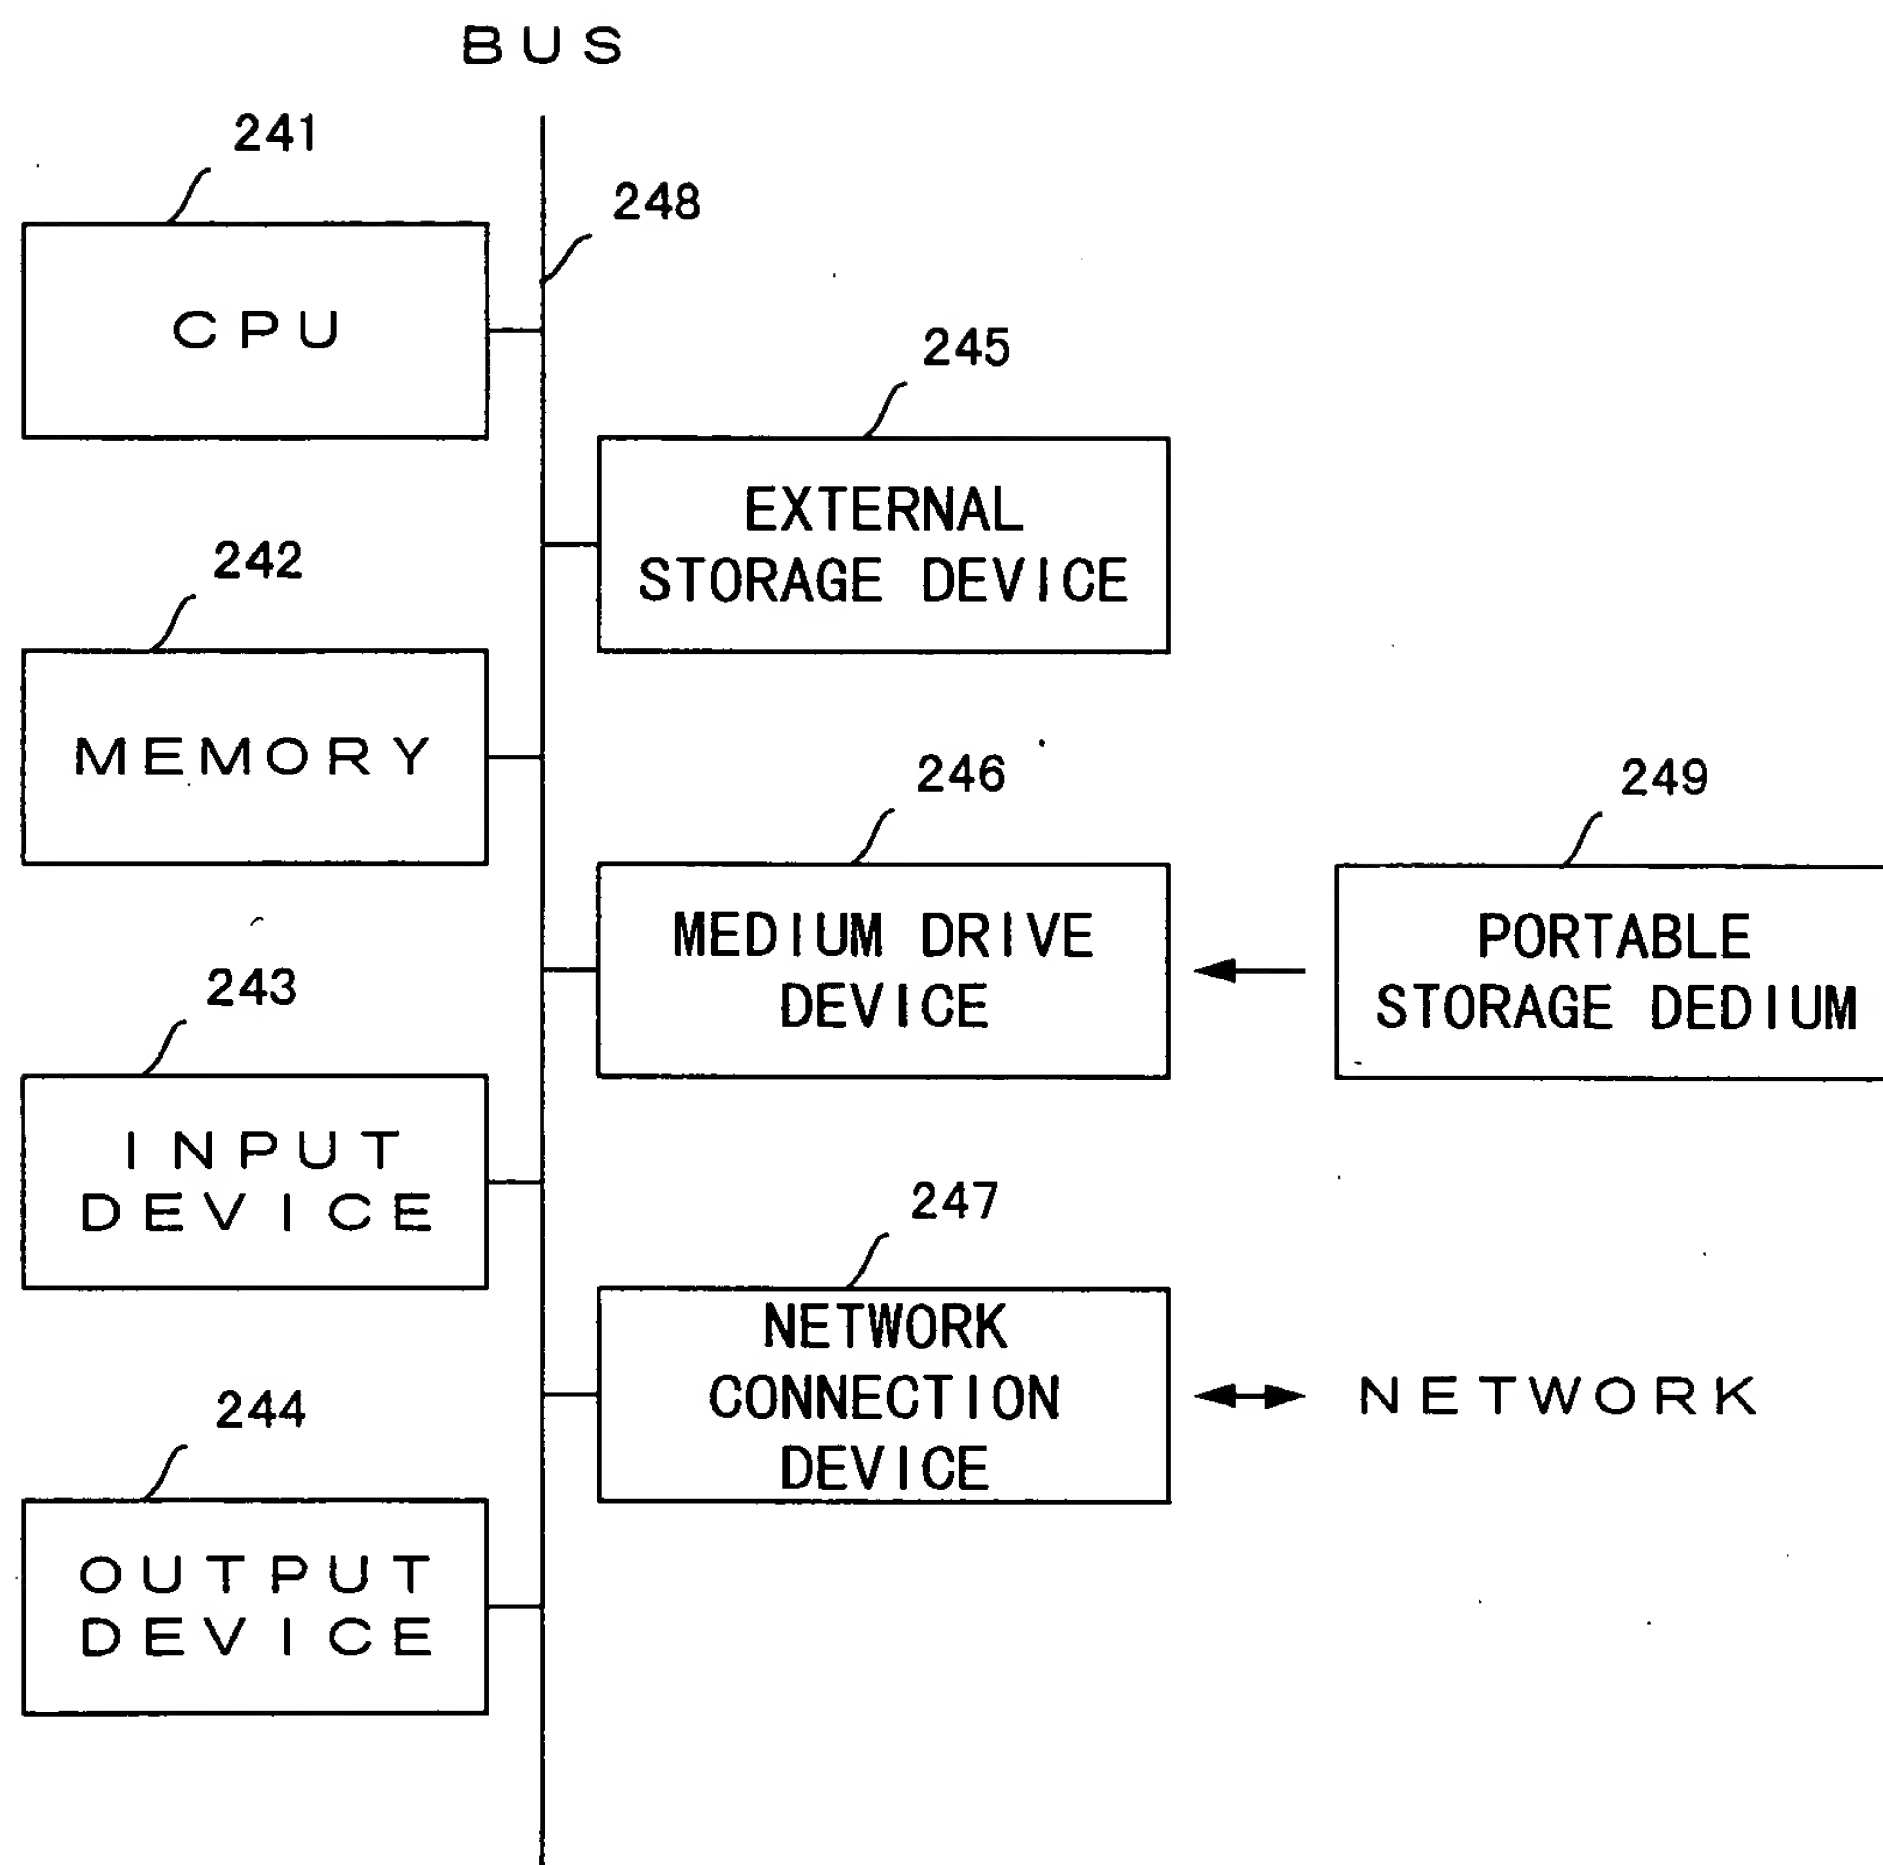 BUS
241
248
CPU
245
EXTERNAL
STORAGE DEVICE
242
MEMORY
246
249
MEDIUM DRIVE
DEVICE
PORTABLE
STORAGE DEDIUM
243
INPUT
DEVICE
247
NETWORK
CONNECTION
DEVICE
NETWORK
244
OUTPUT
DEVICE